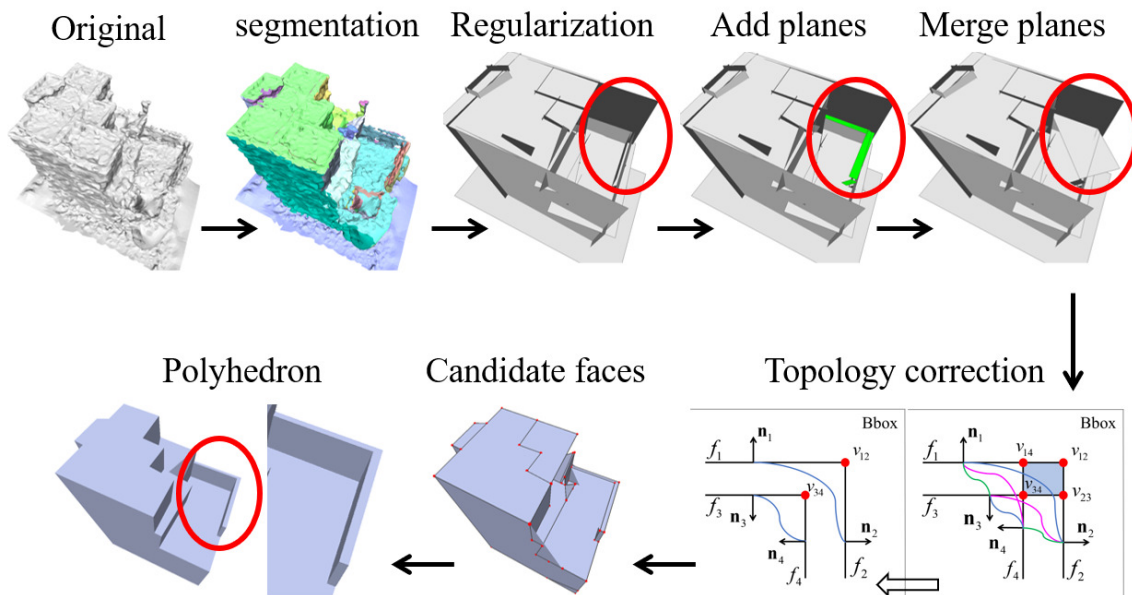 Original
segmentation
Regularization
Add planes
Merge planes
Polyhedron
Candidate faces
Topology correction
Bbox
n1
f1
v12
v34
f3
n3
n4
n2
f4
f2
Bbox
n1
f1
v14
v12
v34
v23
f3
n3
n4
n2
f4
f2